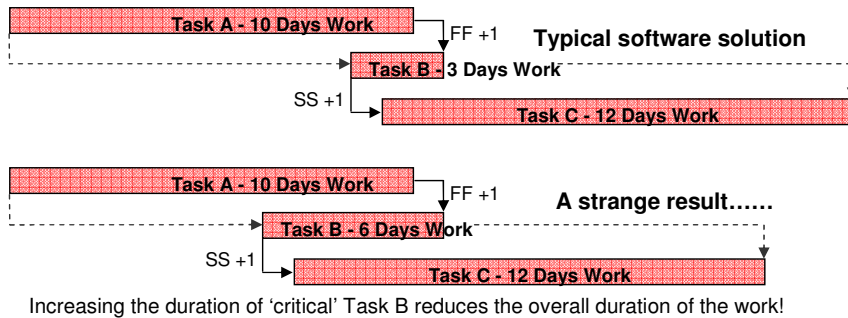 Task A - 10 Days Work
FF +1
Typical software solution
Task B - 3 Days Work
SS +1
Task C - 12 Days Work
Task A - 10 Days Work
FF +1
A strange result......
Task B - 6 Days Work
SS +1
Task C - 12 Days Work
Increasing the duration of ‘critical’ Task B reduces the overall duration of the work!